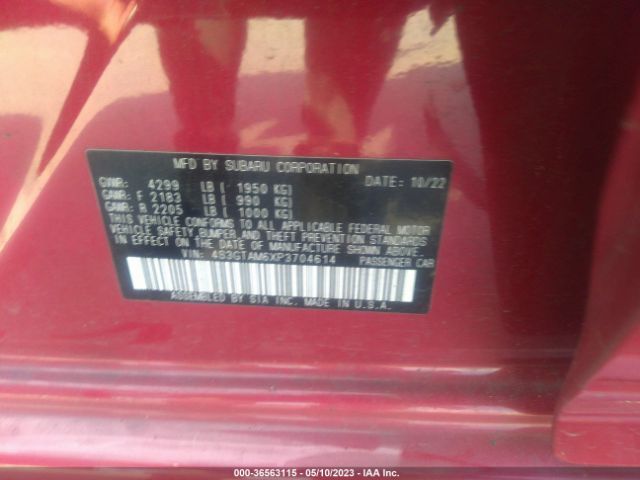 MFD BY SUBARU CORPORATION DATE: 10/22
GVWR: 4299 LB ( 1950 KG)
GAWR: F 2183 LB ( 990 KG)
GAWR: R 2205 LB ( 1000 KG)
THIS VEHICLE CONFORMS TO ALL APPLICABLE FEDERAL MOTOR
VEHICLE SAFETY, BUMPER, AND THEFT PREVENTION STANDARDS
IN EFFECT ON THE DATE OF MANUFACTURE SHOWN ABOVE.
VIN: 4S3GTAM6XP3704614 PASSENGER CAR
ASSEMBLED BY SIA INC. MADE IN U.S.A.
000-36563115 - 05/10/2023 - IAA Inc.